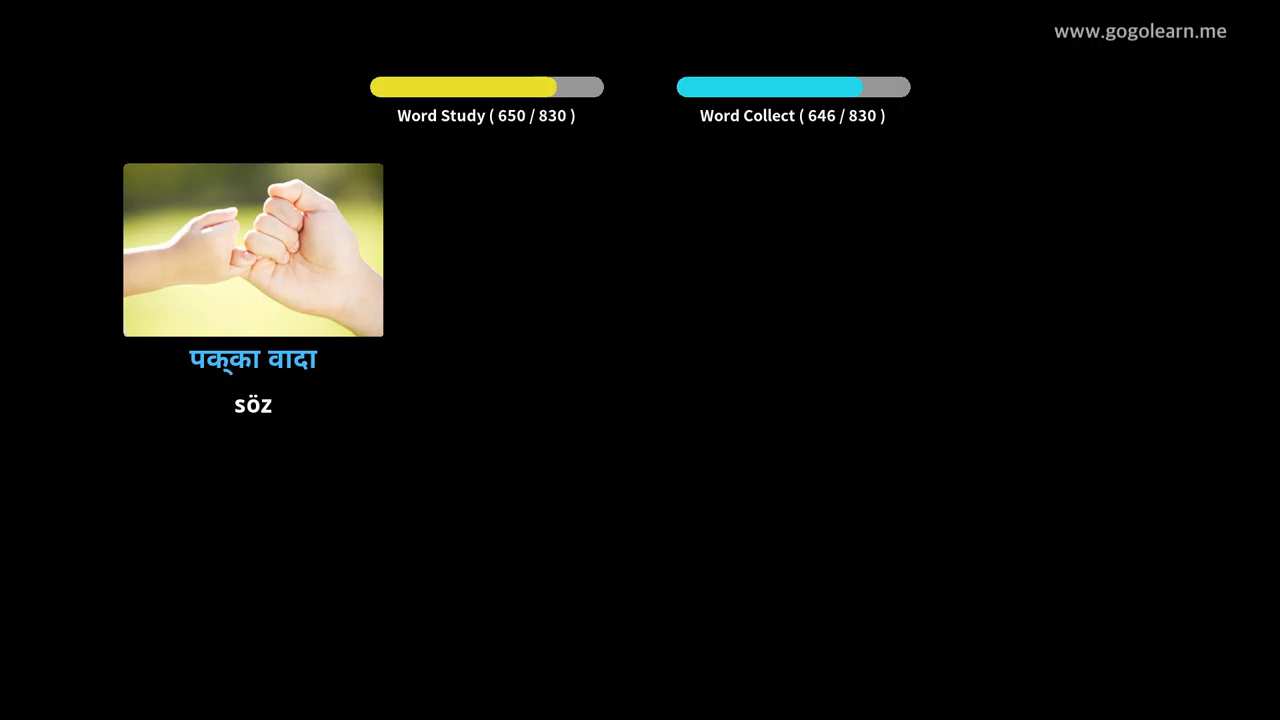 www.gogolearn.me
Word Study ( 650 / 830 )
Word Collect ( 646 / 830 )
पक्‌का वादा
söz